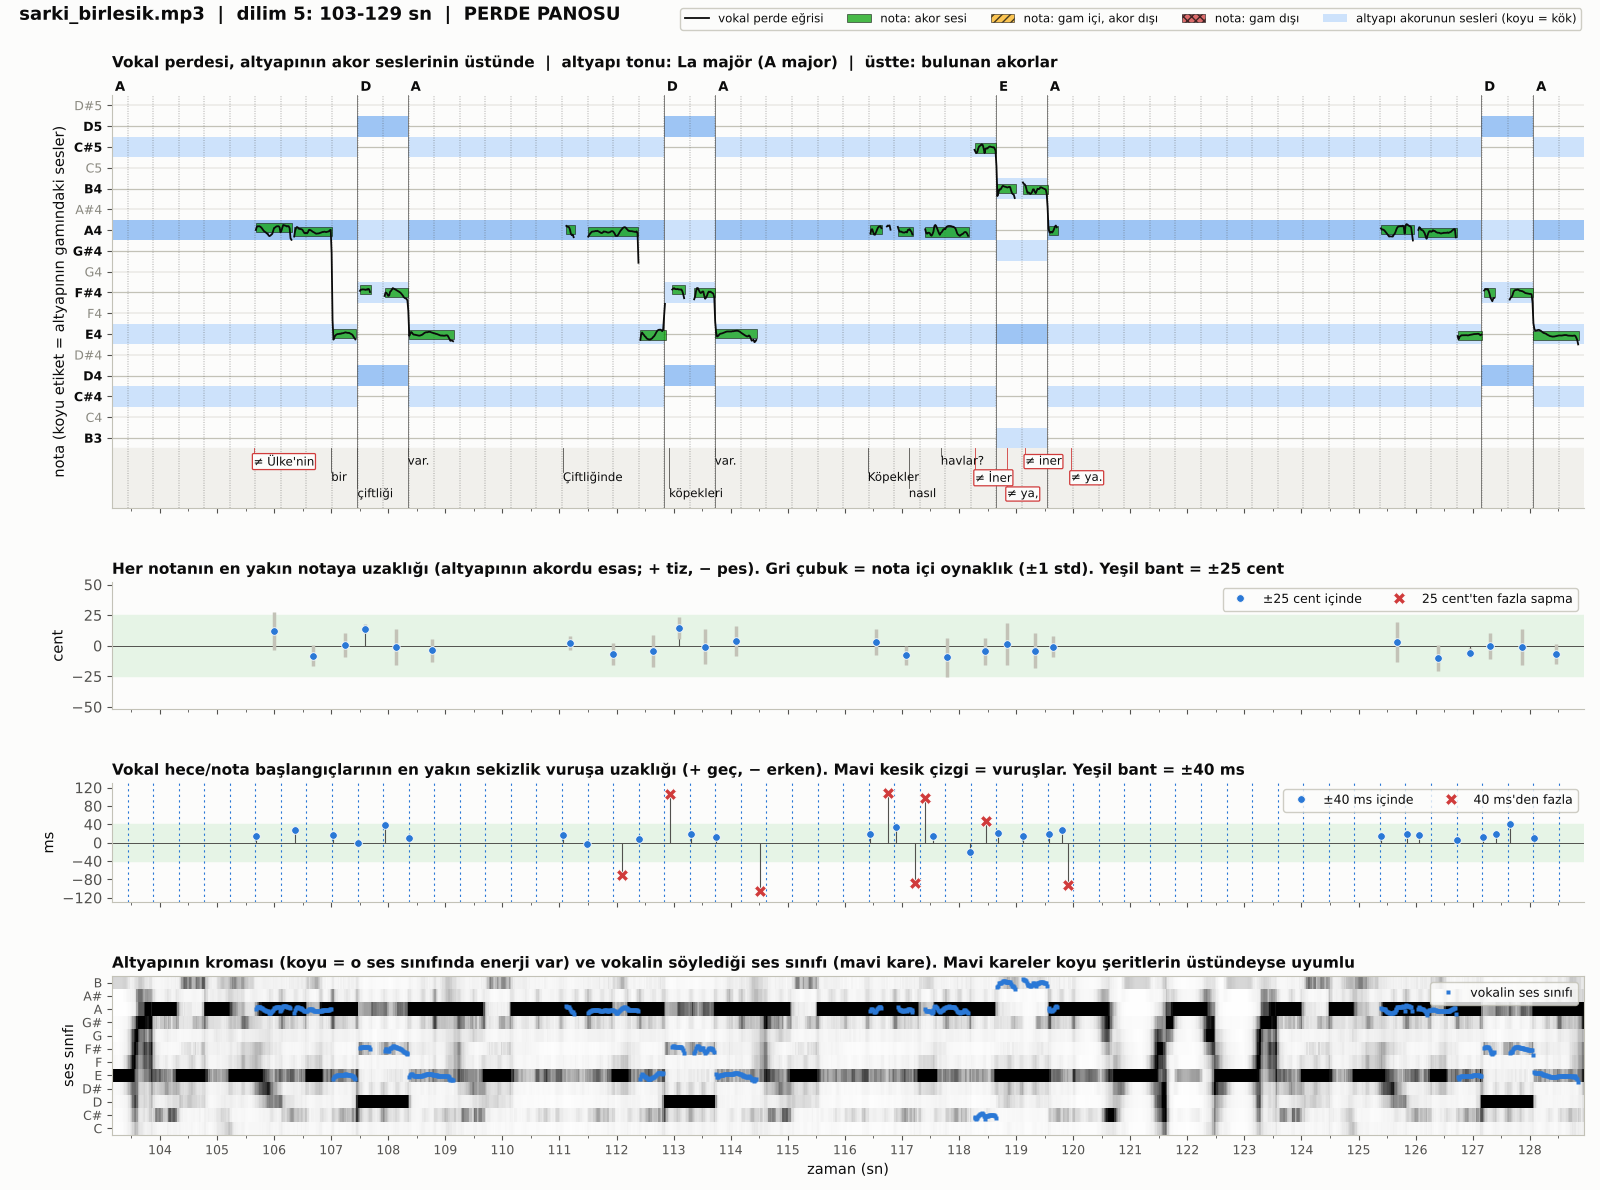 sarki_birlesik.mp3 | dilim 5: 103-129 sn | PERDE PANOSU
vokal perde eğrisi
nota: akor sesi
nota: gam içi, akor dışı
nota: gam dışı
altyapı akorunun sesleri (koyu = kök)
Vokal perdesi, altyapının akor seslerinin üstünde | altyapı tonu: La majör (A major) | üstte: bulunan akorlar
A D A D A E A D A
nota (koyu etiket = altyapının gamındaki sesler)
D#5
D5
C#5
C5
B4
A#4
A4
G#4
G4
F#4
F4
E4
D#4
D4
C#4
C4
B3
≠ Ülke'nin
bir
çiftliği
var.
Çiftliğinde
köpekleri
var.
Köpekler
nasıl
havlar?
≠ İner
≠ ya,
≠ iner
≠ ya.
Her notanın en yakın notaya uzaklığı (altyapının akordu esas; + tiz, − pes). Gri çubuk = nota içi oynaklık (±1 std). Yeşil bant = ±25 cent
±25 cent içinde
25 cent'ten fazla sapma
cent
50
25
0
−25
−50
Vokal hece/nota başlangıçlarının en yakın sekizlik vuruşa uzaklığı (+ geç, − erken). Mavi kesik çizgi = vuruşlar. Yeşil bant = ±40 ms
±40 ms içinde
40 ms'den fazla
ms
120
80
40
0
−40
−80
−120
Altyapının kroması (koyu = o ses sınıfında enerji var) ve vokalin söylediği ses sınıfı (mavi kare). Mavi kareler koyu şeritlerin üstündeyse uyumlu
vokalin ses sınıfı
ses sınıfı
B
A#
A
G#
G
F#
F
E
D#
D
C#
C
104 105 106 107 108 109 110 111 112 113 114 115 116 117 118 119 120 121 122 123 124 125 126 127 128
zaman (sn)